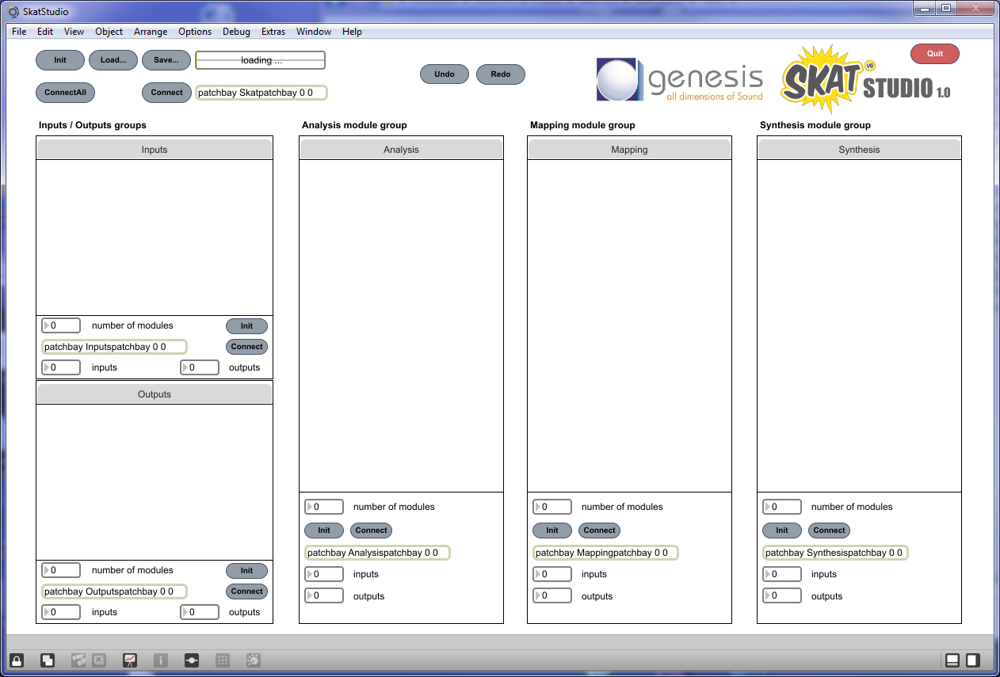 SkatStudio
File Edit View Object Arrange Options Debug Extras Window Help
Init Load... Save... loading ...
Undo Redo
genesis
all dimensions of Sound
SKAT VG STUDIO 1.0
Quit
ConnectAll Connect patchbay Skatpatchbay 0 0
Inputs / Outputs groups
Inputs
0 number of modules Init
patchbay Inputspatchbay 0 0 Connect
0 inputs 0 outputs
Outputs
0 number of modules Init
patchbay Outputspatchbay 0 0 Connect
0 inputs 0 outputs
Analysis module group
Analysis
0 number of modules
Init Connect
patchbay Analysispatchbay 0 0
0 inputs
0 outputs
Mapping module group
Mapping
0 number of modules
Init Connect
patchbay Mappingpatchbay 0 0
0 inputs
0 outputs
Synthesis module group
Synthesis
0 number of modules
Init Connect
patchbay Synthesispatchbay 0 0
0 inputs
0 outputs